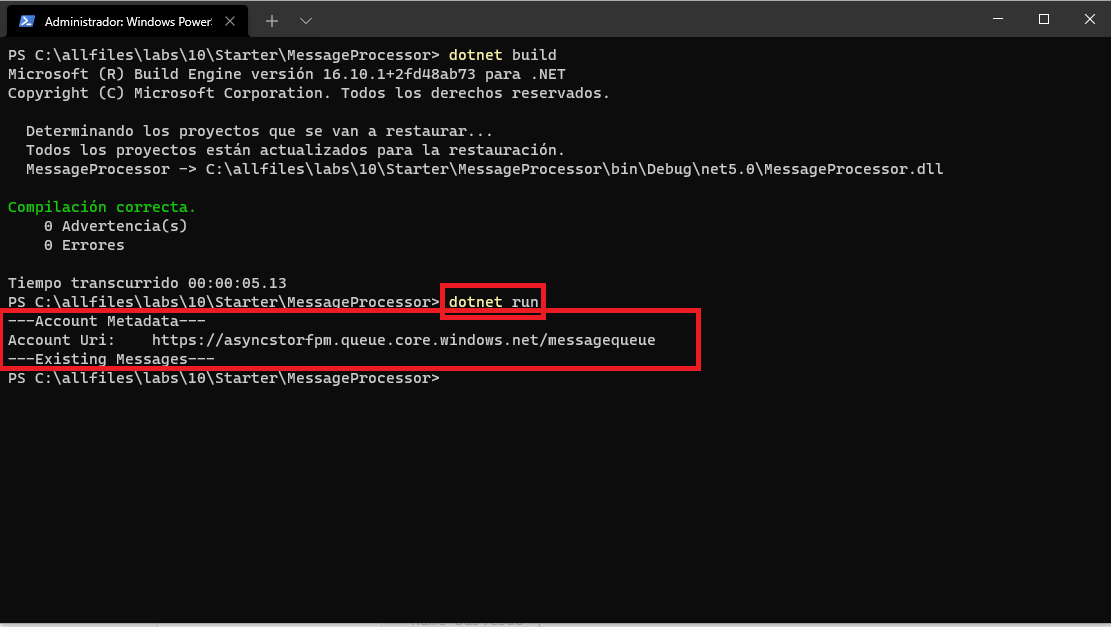 Administrador: Windows Power
PS C:\allfiles\labs\10\Starter\MessageProcessor> dotnet build
Microsoft (R) Build Engine versión 16.10.1+2fd48ab73 para .NET
Copyright (C) Microsoft Corporation. Todos los derechos reservados.
Determinando los proyectos que se van a restaurar...
Todos los proyectos están actualizados para la restauración.
MessageProcessor -> C:\allfiles\labs\10\Starter\MessageProcessor\bin\Debug\net5.0\MessageProcessor.dll
Compilación correcta.
0 Advertencia(s)
0 Errores
Tiempo transcurrido 00:00:05.13
PS C:\allfiles\labs\10\Starter\MessageProcessor> dotnet run
---Account Metadata---
Account Uri:    https://asyncstorfpm.queue.core.windows.net/messagequeue
---Existing Messages---
PS C:\allfiles\labs\10\Starter\MessageProcessor>